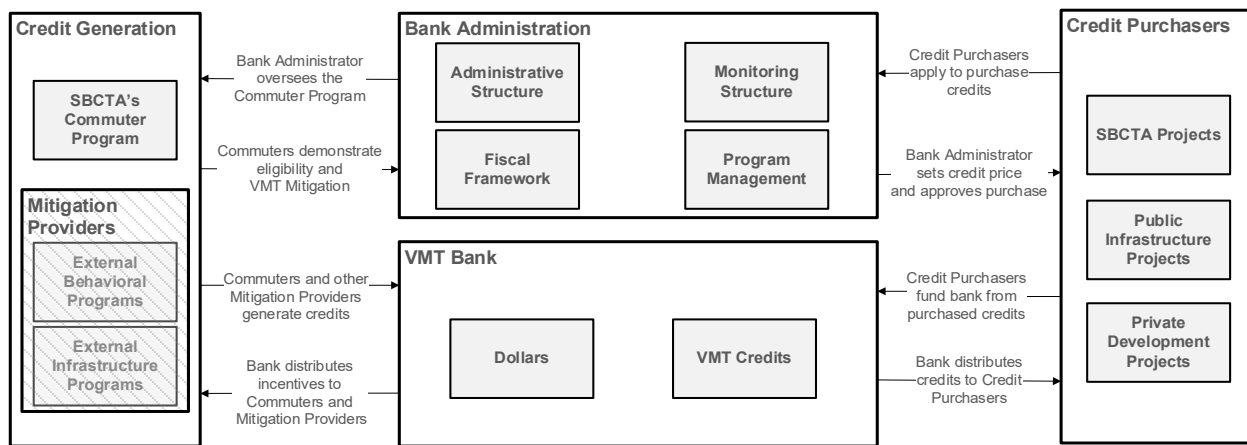 Credit Generation
SBCTA's
Commuter
Program
Mitigation
Providers
External
Behavioral
Programs
External
Infrastructure
Programs
Bank Administrator
oversees the
Commuter Program
Commuters demonstrate
eligibility and
VMT Mitigation
Commuters and other
Mitigation Providers
generate credits
Bank distributes
incentives to
Commuters and
Mitigation Providers
Bank Administration
Administrative
Structure
Monitoring
Structure
Fiscal
Framework
Program
Management
VMT Bank
Dollars
VMT Credits
Credit Purchasers
apply to purchase
credits
Bank Administrator
sets credit price
and approves purchase
Credit Purchasers
fund bank from
purchased credits
Bank distributes
credits to Credit
Purchasers
Credit Purchasers
SBCTA Projects
Public
Infrastructure
Projects
Private
Development
Projects